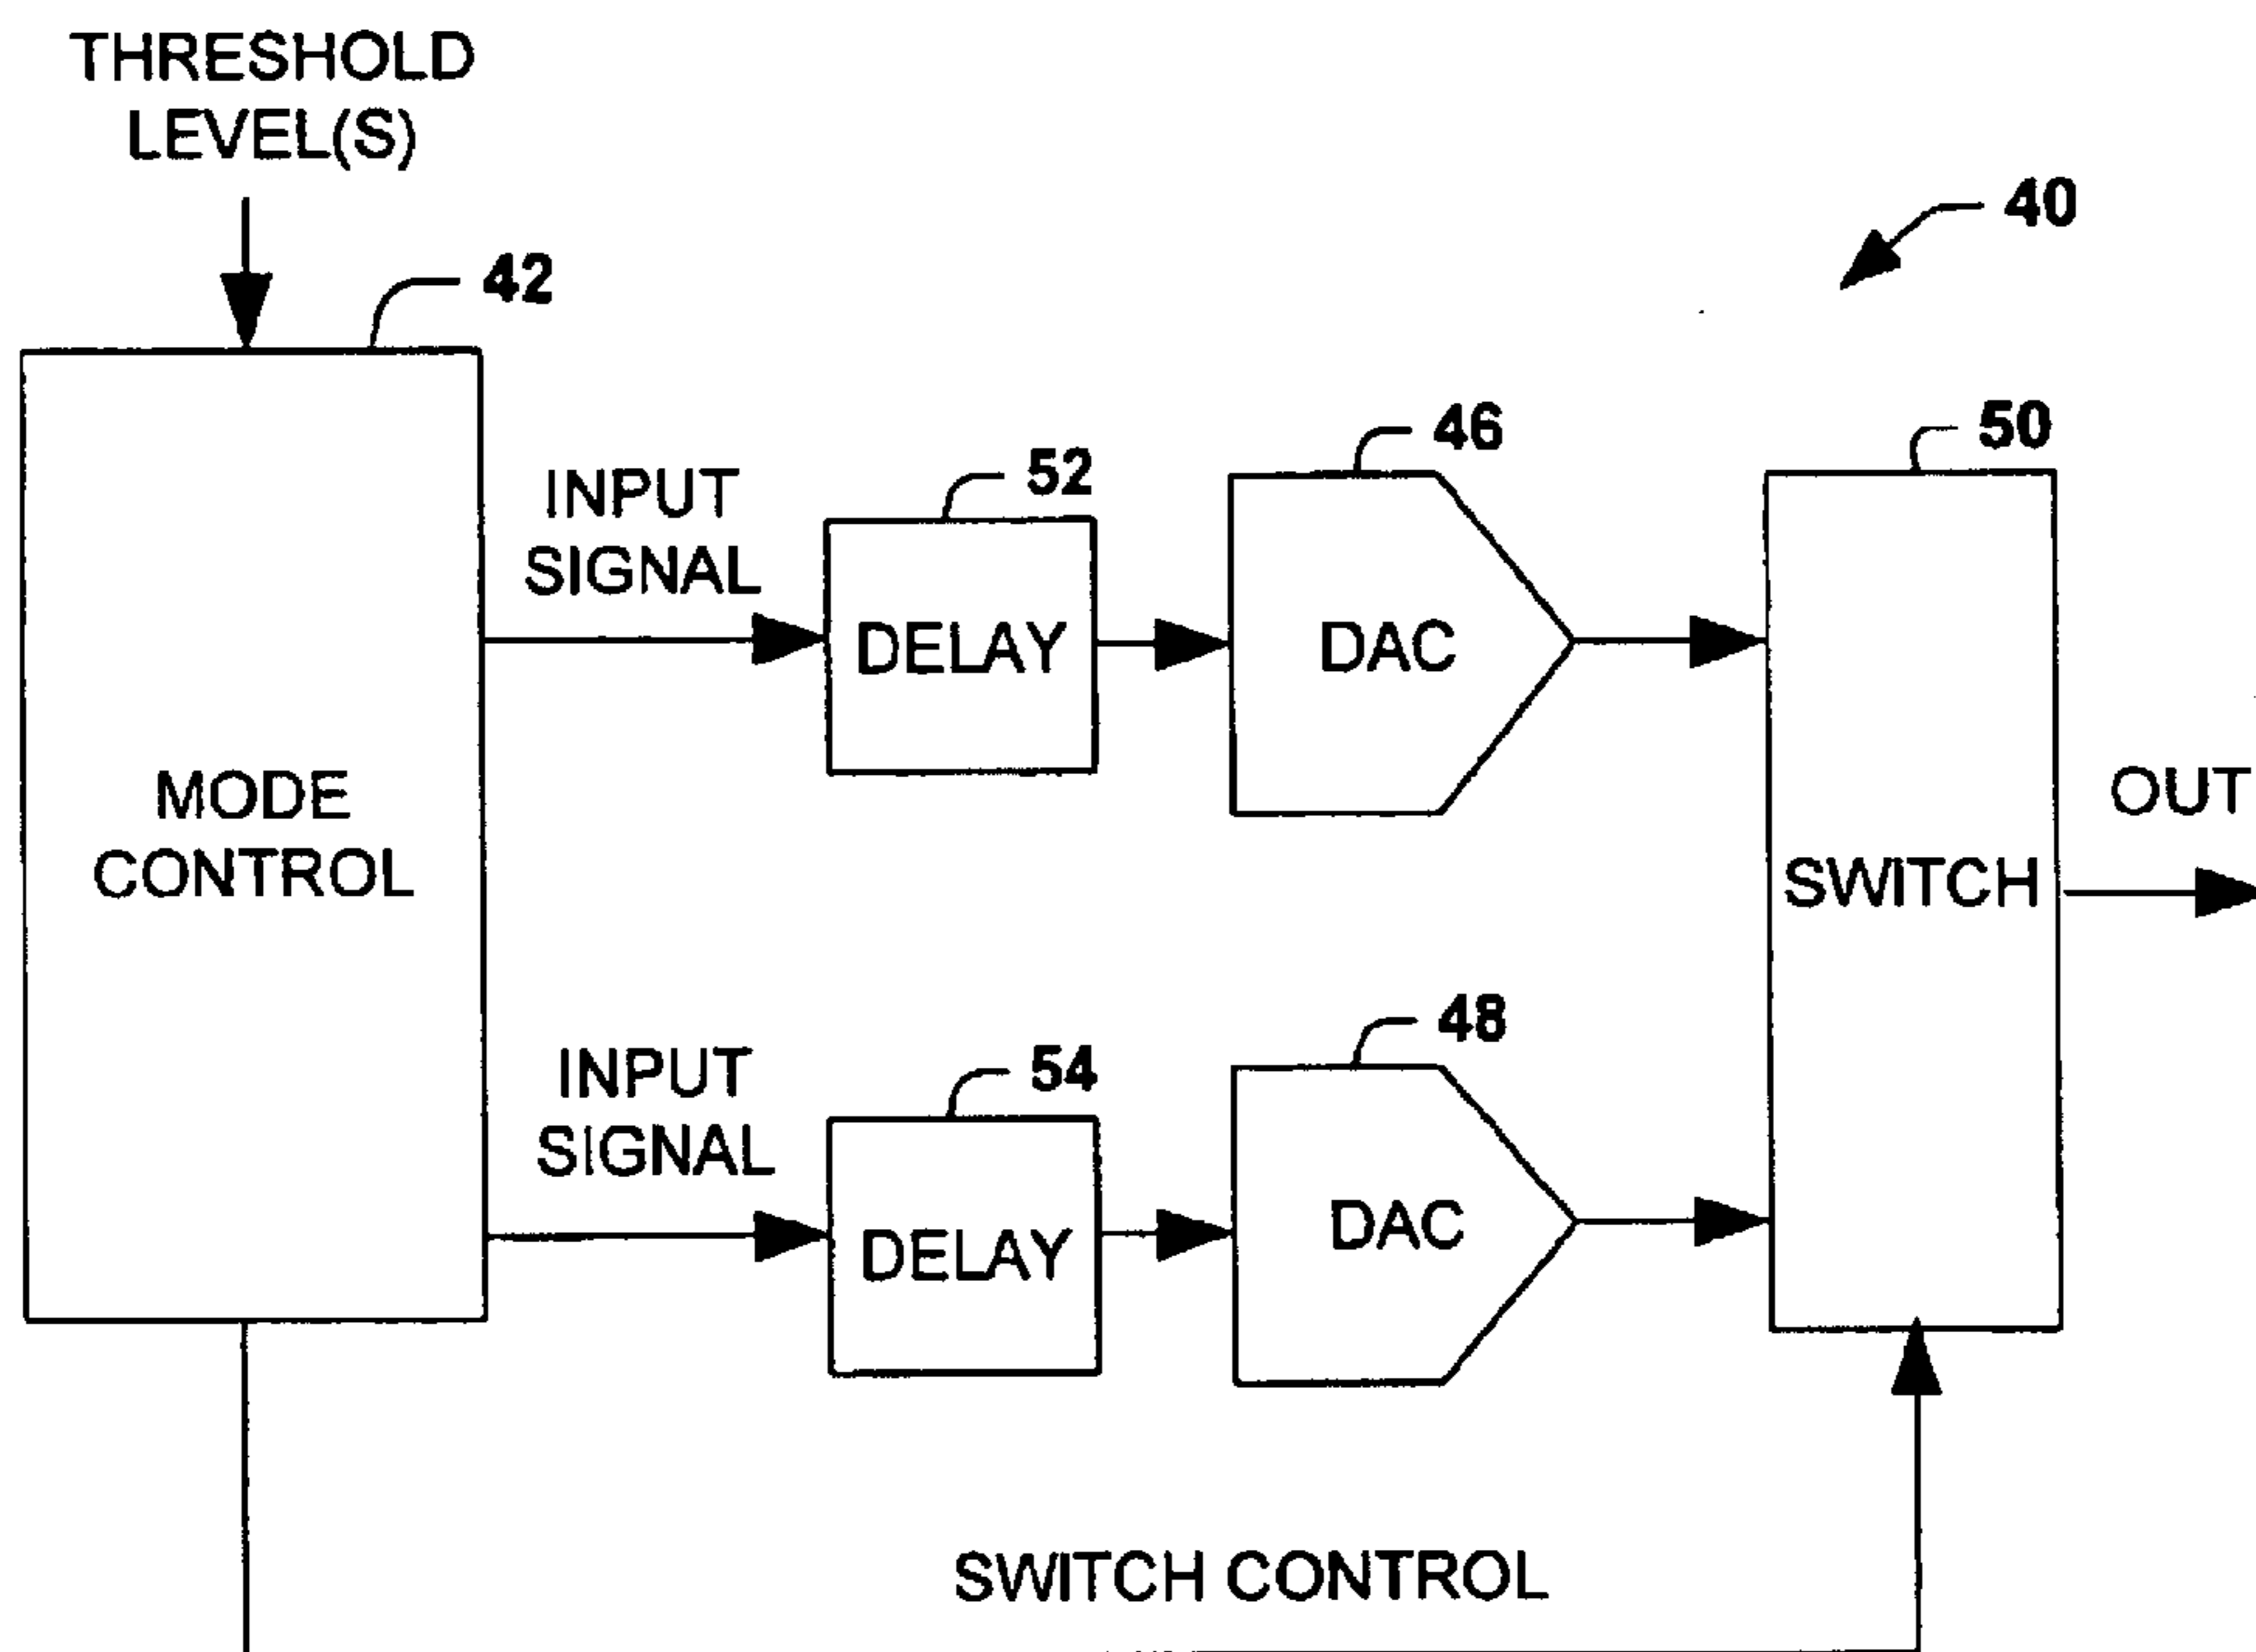 THRESHOLD
LEVEL(S)
40
42
46
50
52
INPUT
SIGNAL
DELAY
DAC
MODE
CONTROL
OUT
SWITCH
48
54
INPUT
SIGNAL
DELAY
DAC
SWITCH CONTROL